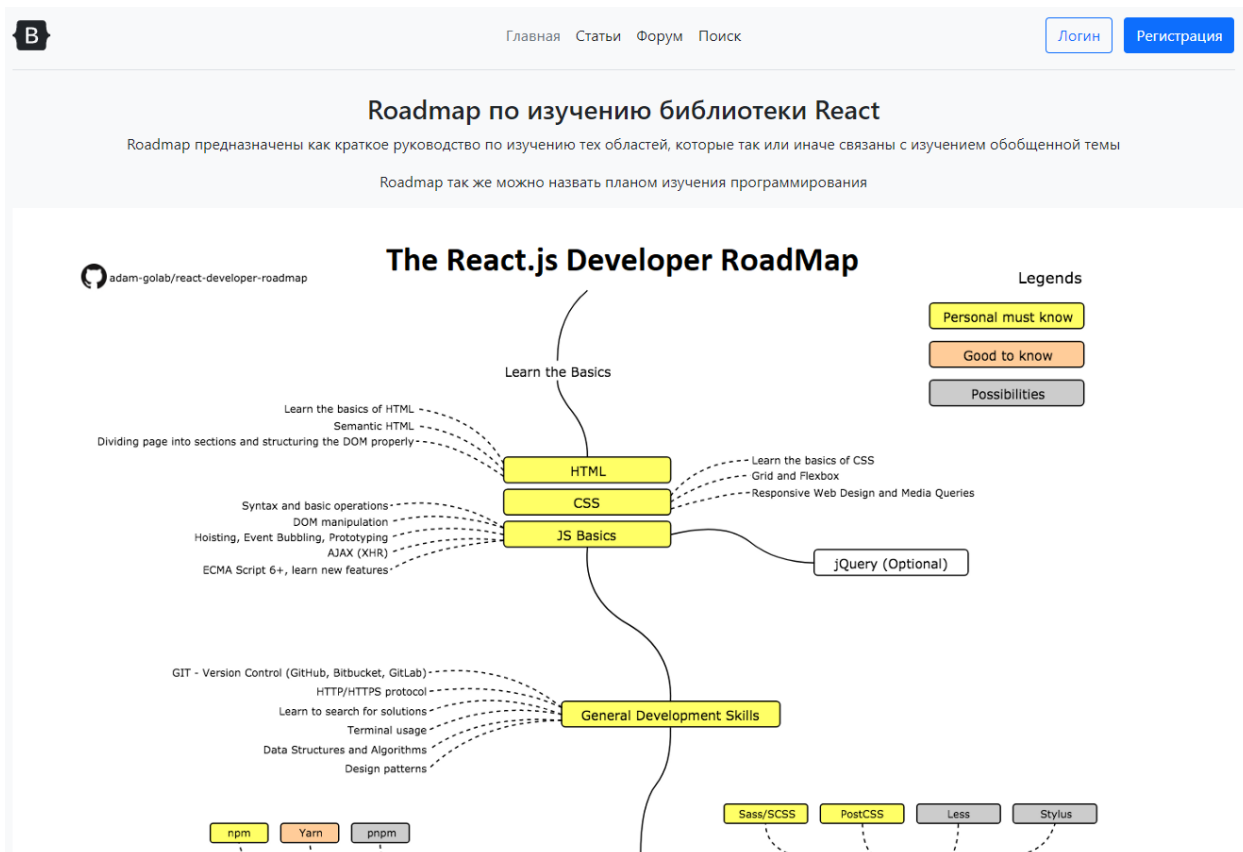 B
Главная Статьи Форум Поиск
Логин
Регистрация
Roadmap по изучению библиотеки React
Roadmap предназначены как краткое руководство по изучению тех областей, которые так или иначе связаны с изучением обобщенной темы
Roadmap так же можно назвать планом изучения программирования
The React.js Developer RoadMap
adam-golab/react-developer-roadmap
Legends
Personal must know
Good to know
Possibilities
Learn the Basics
Learn the basics of HTML
Semantic HTML
Dividing page into sections and structuring the DOM properly
HTML
Learn the basics of CSS
Grid and Flexbox
Responsive Web Design and Media Queries
CSS
Syntax and basic operations
DOM manipulation
Hoisting, Event Bubbling, Prototyping
AJAX (XHR)
ECMA Script 6+, learn new features
JS Basics
jQuery (Optional)
GIT - Version Control (GitHub, Bitbucket, GitLab)
HTTP/HTTPS protocol
Learn to search for solutions
Terminal usage
Data Structures and Algorithms
Design patterns
General Development Skills
Sass/SCSS
PostCSS
Less
Stylus
npm
Yarn
pnpm